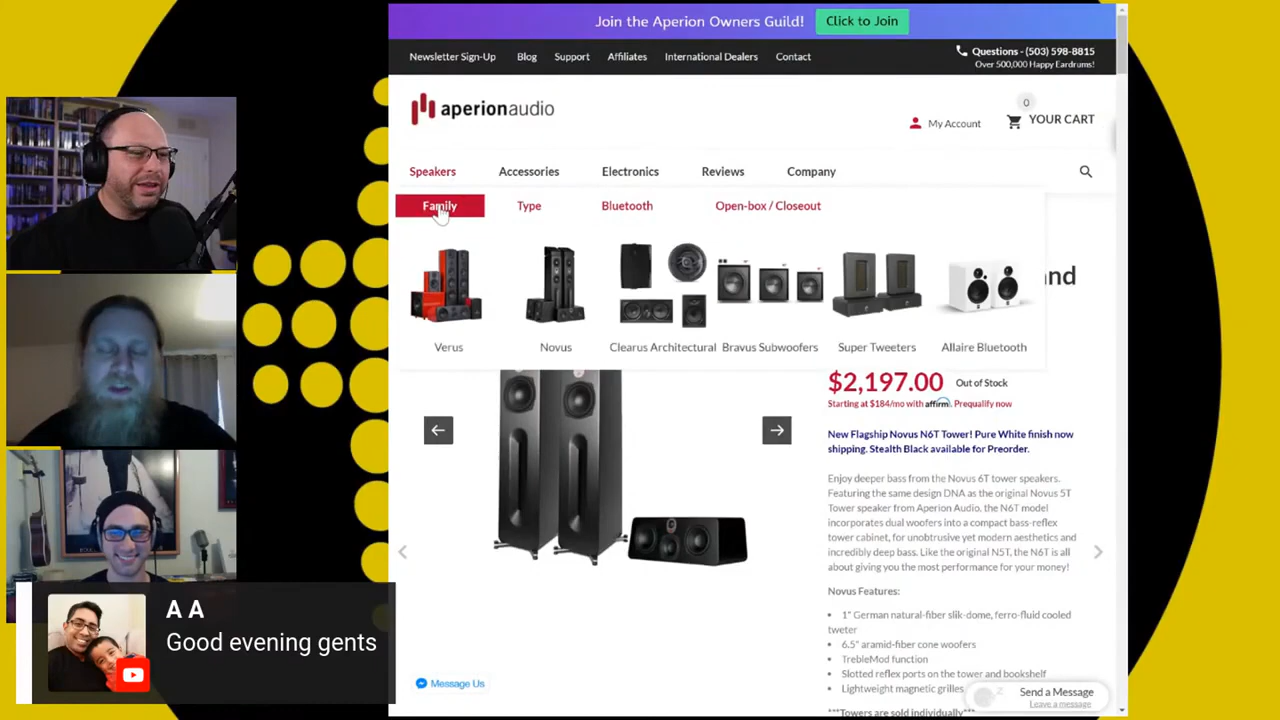 Join the Aperion Owners Guild!
Click to Join
Newsletter Sign-Up
Blog
Support
Affiliates
International Dealers
Contact
Questions - (503) 598-8815
Over 500,000 Happy Eardrums!
aperionaudio
My Account
0
YOUR CART
Speakers
Accessories
Electronics
Reviews
Company
Family
Type
Bluetooth
Open-box / Closeout
Verus
Novus
Clearus Architectural
Bravus Subwoofers
Super Tweeters
Allaire Bluetooth
and
$2,197.00
Out of Stock
Starting at $184/mo with affirm. Prequalify now
New Flagship Novus N6T Tower! Pure White finish now
shipping. Stealth Black available for Preorder.
Enjoy deeper bass from the Novus 6T tower speakers.
Featuring the same design DNA as the original Novus 5T
Tower speaker from Aperion Audio, the N6T model
incorporates dual woofers into a compact bass-reflex
tower cabinet, for unobtrusive yet modern aesthetics and
incredibly deep bass. Like the original N5T, the N6T is all
about giving you the most performance for your money!
Novus Features:
1" German natural-fiber slik-dome, ferro-fluid cooled
tweter
6.5" aramid-fiber cone woofers
TrebleMod function
Slotted reflex ports on the tower and bookshelf
Lightweight magnetic grilles
***Towers are sold individually***
Message Us
Send a Message
Leave a message
A A
Good evening gents